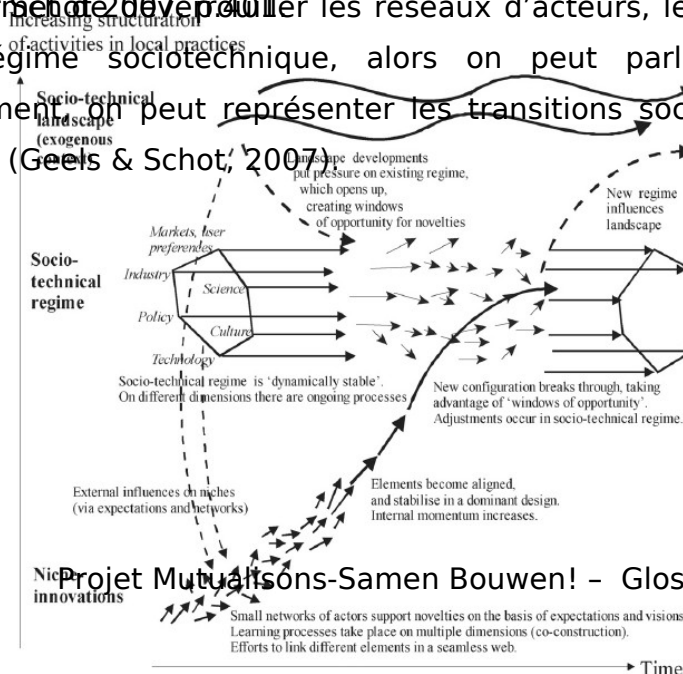 Schot 2007, p.401.
Increasing structuration
of activities in local practices
égime sociotechnique, alors on peut parl
Socio-technical
landscape
(exogenous
ment, on peut représenter les transitions soc
(Geels & Schot, 2007).
Landscape developments
put pressure on existing regime,
which opens up,
creating windows
of opportunity for novelties
New regime
influences
landscape
Markets, user
preferences
Socio-
technical
regime
Industry
Science
Policy
Culture
Technology
Socio-technical regime is ‘dynamically stable’.
On different dimensions there are ongoing processes
New configuration breaks through, taking
advantage of ‘windows of opportunity’.
Adjustments occur in socio-technical regime.
Elements become aligned,
and stabilise in a dominant design.
Internal momentum increases.
External influences on niches
(via expectations and networks)
Projet Mutualisons-Samen Bouwen! – Glos
innovations
Small networks of actors support novelties on the basis of expectations and visions
Learning processes take place on multiple dimensions (co-construction).
Efforts to link different elements in a seamless web.
Time